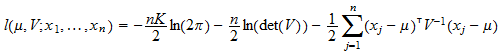 l(μ, V; x₁, …, xₙ) = −(nK/2) ln(2π) − (n/2) ln(det(V)) − (1/2) ∑ⱼ₌₁ⁿ (xⱼ − μ)ᵀ V⁻¹ (xⱼ − μ)